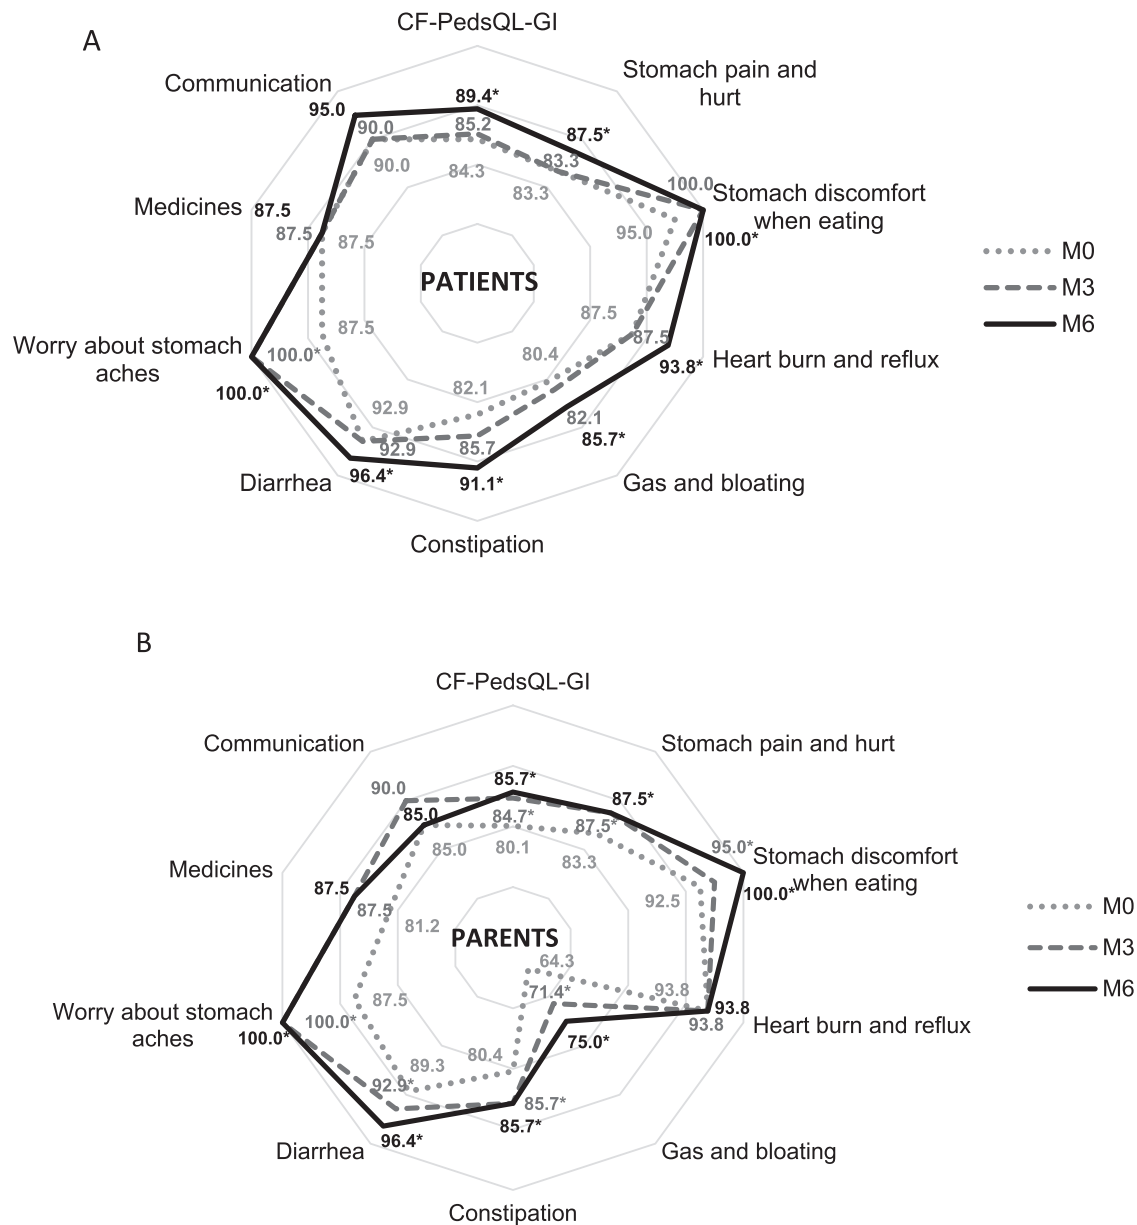 A
CF-PedsQL-GI
Stomach pain and
hurt
Communication
95.0
89.4*
90.0
85.2
87.5*
90.0
84.3
83.3
83.3
100.0
Stomach discomfort
when eating
Medicines
87.5
87.5
87.5
95.0
100.0*
PATIENTS
M0
M3
M6
87.5
87.5
87.5
Worry about stomach
aches
100.0*
100.0*
80.4
Heart burn and reflux
93.8*
92.9
82.1
82.1
92.9
85.7
85.7*
Diarrhea
96.4*
91.1*
Gas and bloating
Constipation
B
CF-PedsQL-GI
Communication
Stomach pain and hurt
90.0
85.7*
87.5*
85.0
84.7*
87.5*
85.0
80.1
83.3
95.0*
Stomach discomfort
when eating
Medicines
87.5
87.5
92.5
100.0*
81.2
PARENTS
M0
M3
M6
64.3
71.4*
93.8
93.8
93.8
87.5
Worry about stomach
aches
100.0*
100.0*
Heart burn and reflux
75.0*
80.4
89.3
92.9*
85.7*
85.7*
Diarrhea
96.4*
Gas and bloating
Constipation